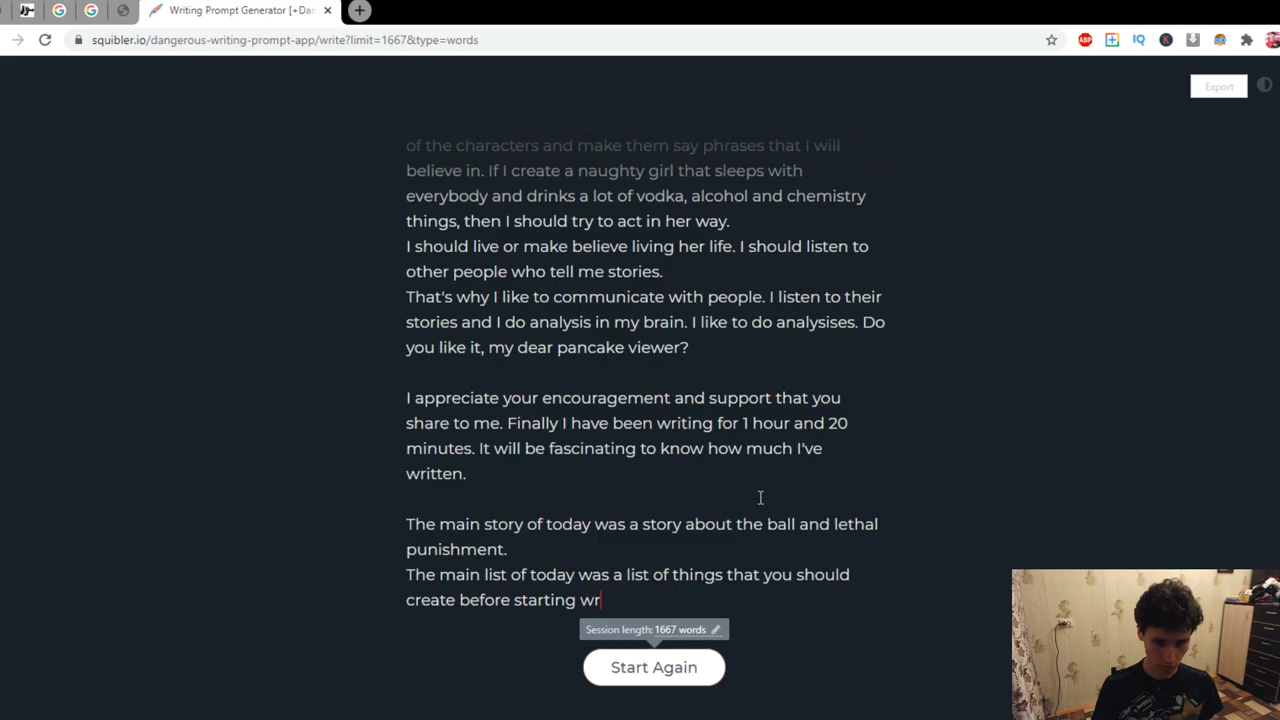 Writing Prompt Generator [+Dan
squibler.io/dangerous-writing-prompt-app/write?limit=1667&type=words
ABP
IQ
K
Export
of the characters and make them say phrases that I will
believe in. If I create a naughty girl that sleeps with
everybody and drinks a lot of vodka, alcohol and chemistry
things, then I should try to act in her way.
I should live or make believe living her life. I should listen to
other people who tell me stories.
That's why I like to communicate with people. I listen to their
stories and I do analysis in my brain. I like to do analysises. Do
you like it, my dear pancake viewer?
I appreciate your encouragement and support that you
share to me. Finally I have been writing for 1 hour and 20
minutes. It will be fascinating to know how much I've
written.
The main story of today was a story about the ball and lethal
punishment.
The main list of today was a list of things that you should
create before starting wr
Session length: 1667 words
Start Again